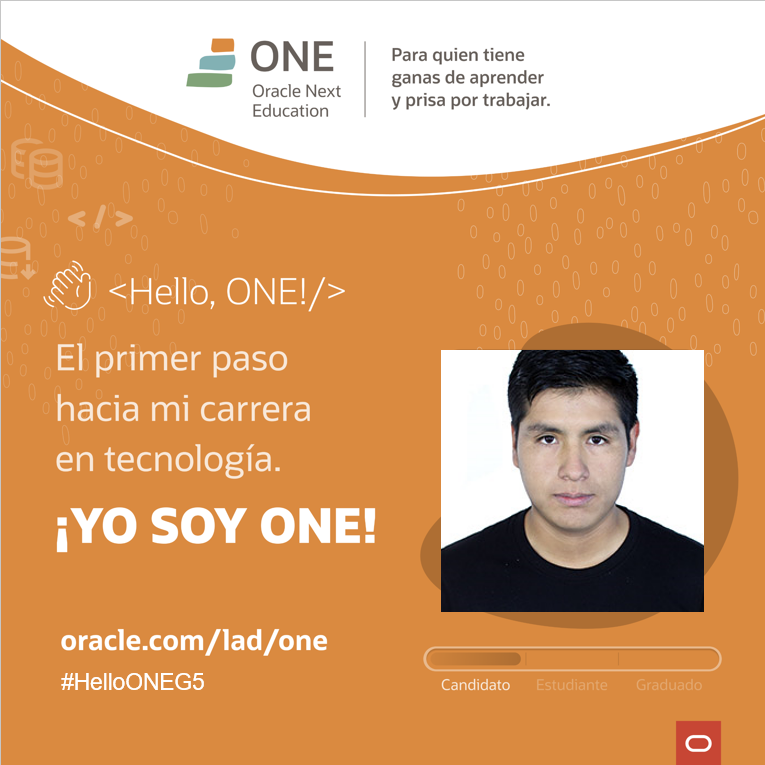 ONE
Oracle Next
Education
Para quien tiene
ganas de aprender
y prisa por trabajar.
</>
<Hello, ONE!/>
El primer paso
hacia mi carrera
en tecnología.
¡YO SOY ONE!
oracle.com/lad/one
#HelloONEG5
Candidato Estudiante Graduado